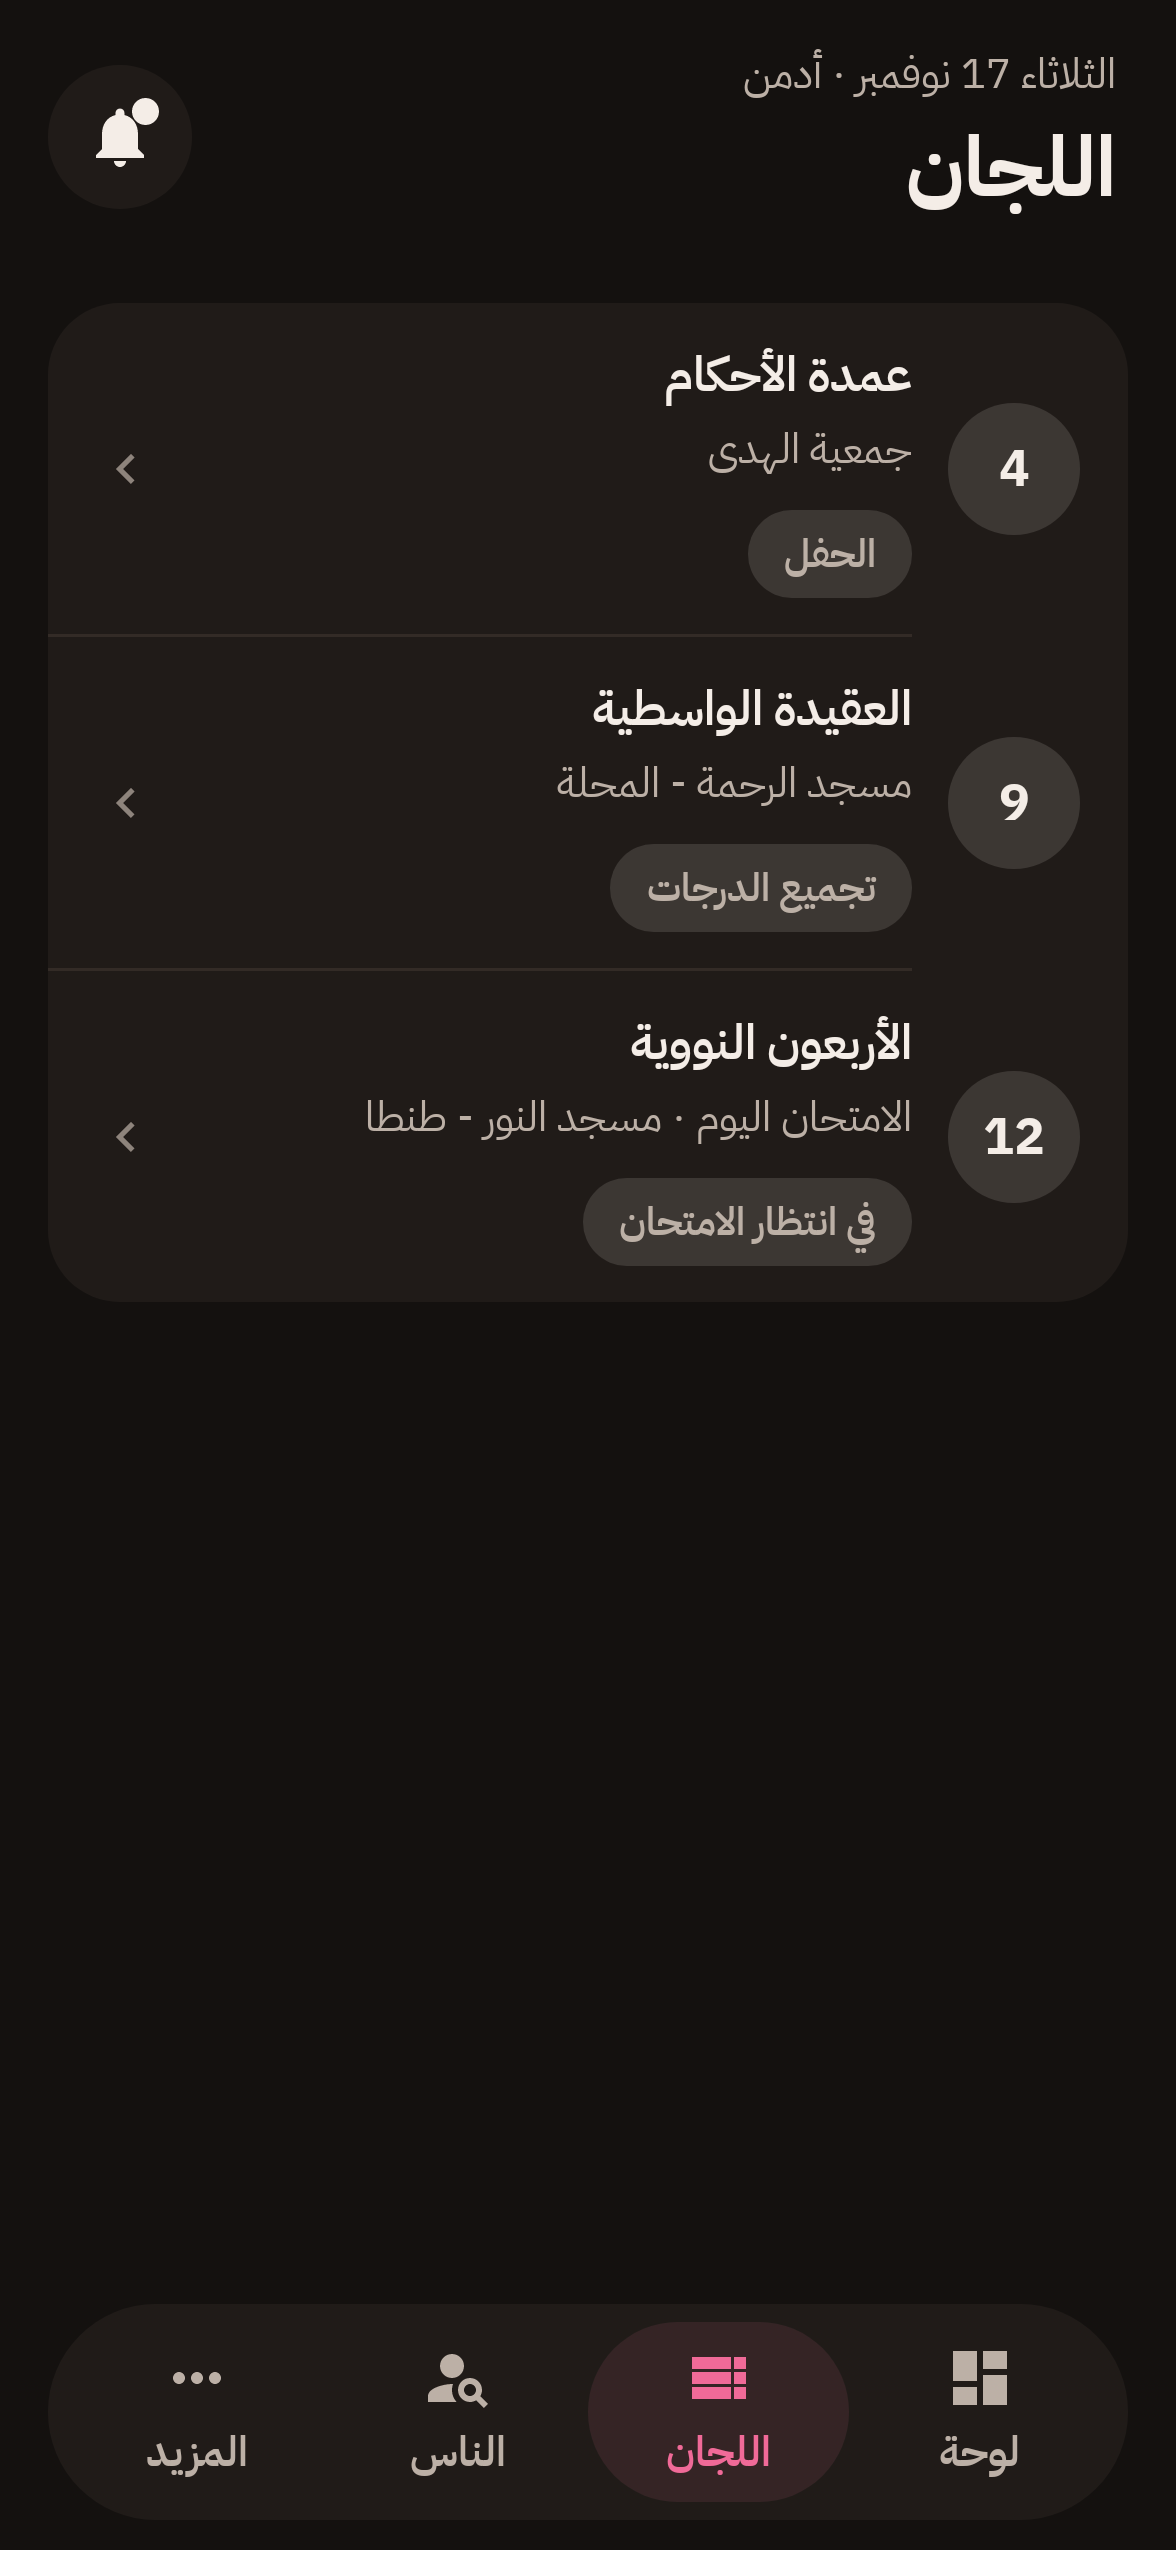 الثلاثاء 17 نوفمبر · أدمن
اللجان
4
عمدة الأحكام
جمعية الهدى
الحفل
9
العقيدة الواسطية
مسجد الرحمة - المحلة
تجميع الدرجات
12
الأربعون النووية
الامتحان اليوم · مسجد النور - طنطا
في انتظار الامتحان
لوحة
اللجان
الناس
المزيد